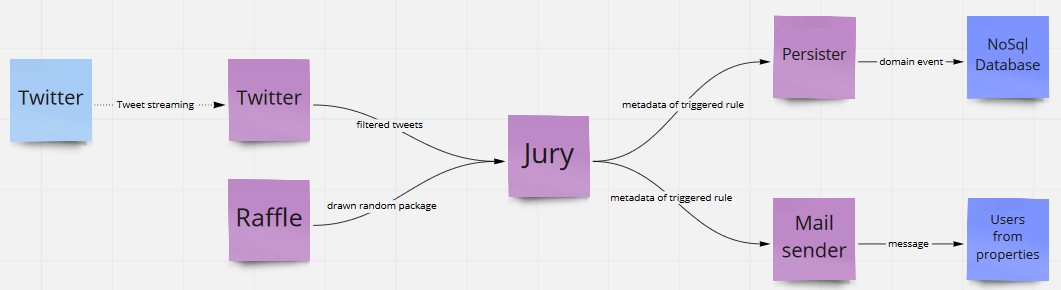 Twitter
Tweet streaming
Twitter
filtered tweets
Raffle
drawn random package
Jury
metadata of triggered rule
Persister
domain event
NoSql
Database
metadata of triggered rule
Mail
sender
message
Users
from
properties